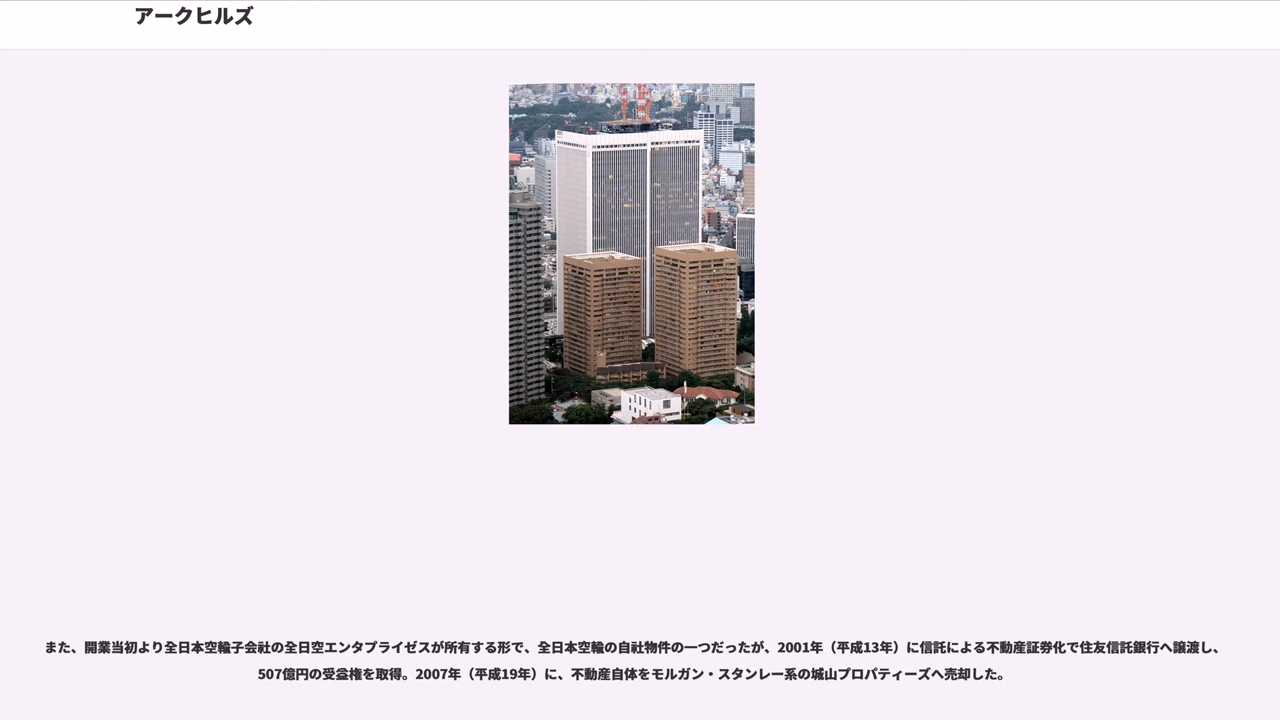 アークヒルズ
また、開業当初より全日本空輸子会社の全日空エンタプライゼスが所有する形で、全日本空輸の自社物件の一つだったが、2001年（平成13年）に信託による不動産証券化で住友信託銀行へ譲渡し、
507億円の受益権を取得。2007年（平成19年）に、不動産自体をモルガン・スタンレー系の城山プロパティーズへ売却した。